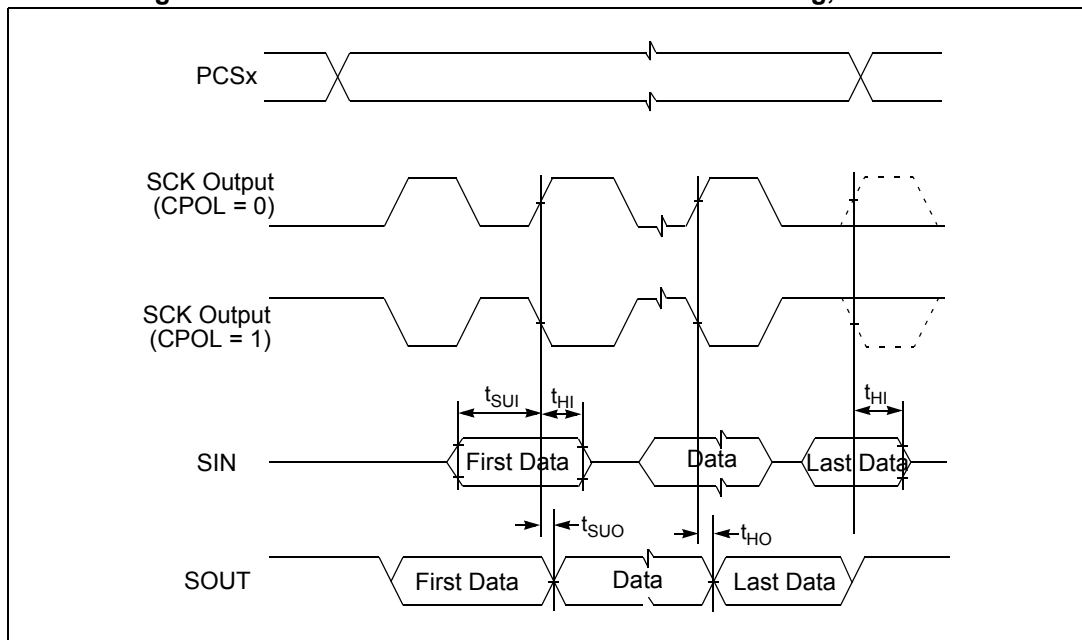 PCSx
SCK Output
(CPOL = 0)
SCK Output
(CPOL = 1)
tSUI
tHI
tHI
SIN
First Data
Data
Last Data
tSUO
tHO
SOUT
First Data
Data
Last Data